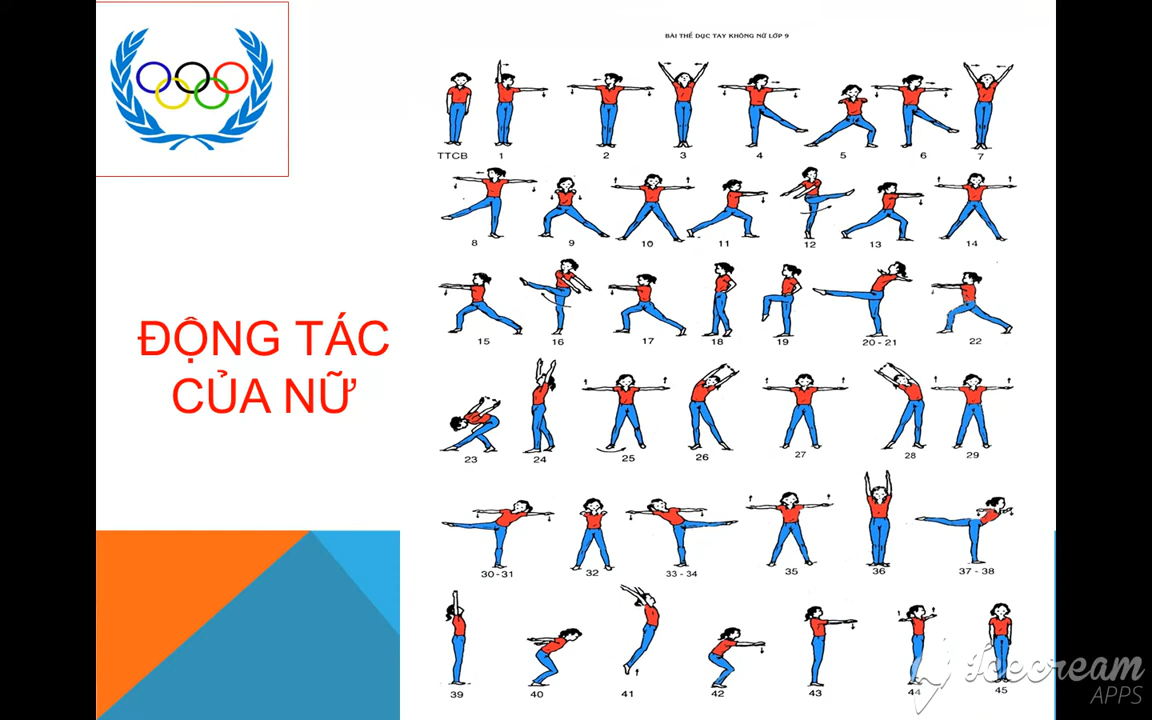 BÀI THỂ DỤC TAY KHÔNG NỮ LỚP 9
TTCB 1 2 3 4 5 6 7
8 9 10 11 12 13 14
ĐỘNG TÁC
CỦA NỮ
15 16 17 18 19 20 - 21 22
23 24 25 26 27 28 29
30 - 31 32 33 - 34 35 36 37 - 38
39 40 41 42 43 44 45
Icecream
APPS